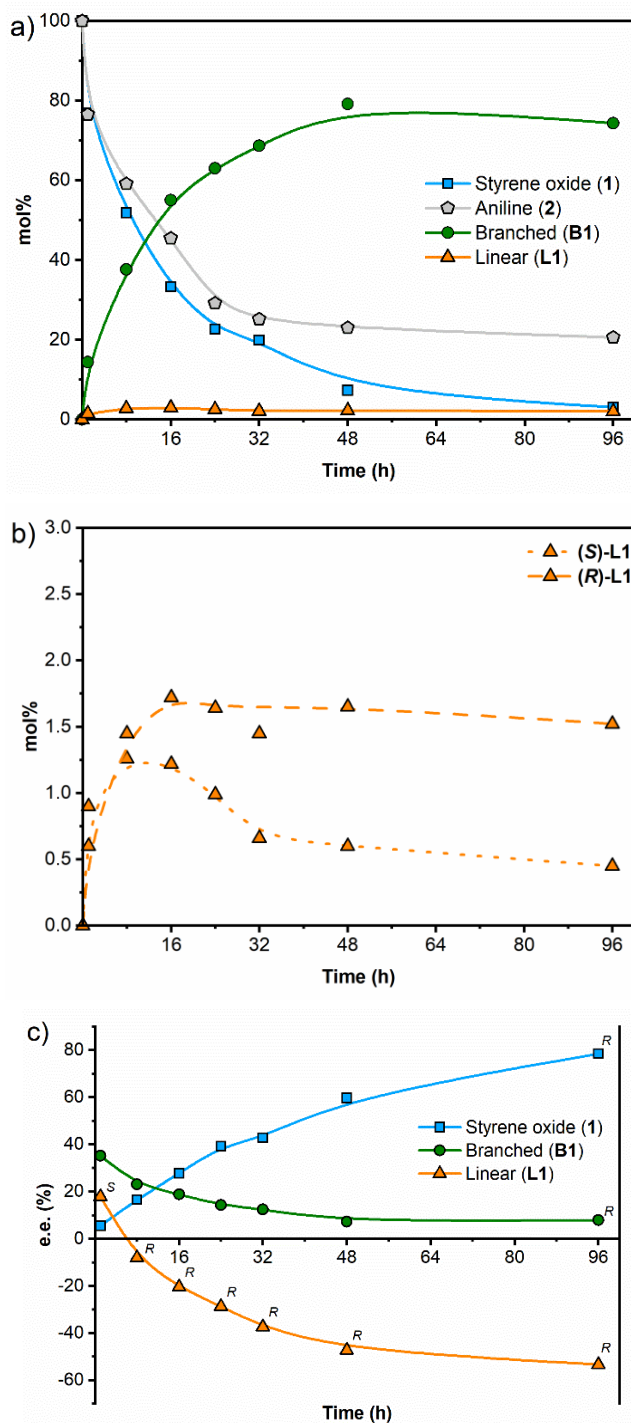 a)
100
80
60
40
20
0
mol%
Styrene oxide (1)
Aniline (2)
Branched (B1)
Linear (L1)
16 32 48 64 80 96
Time (h)
b)
3.0
2.5
2.0
1.5
1.0
0.5
0.0
mol%
(S)-L1
(R)-L1
16 32 48 64 80 96
Time (h)
c)
80
60
40
20
0
-20
-40
-60
e.e. (%)
Styrene oxide (1)
Branched (B1)
Linear (L1)
R
S
R
16 32 48 64 80 96
R
R
R
R
R
R
Time (h)